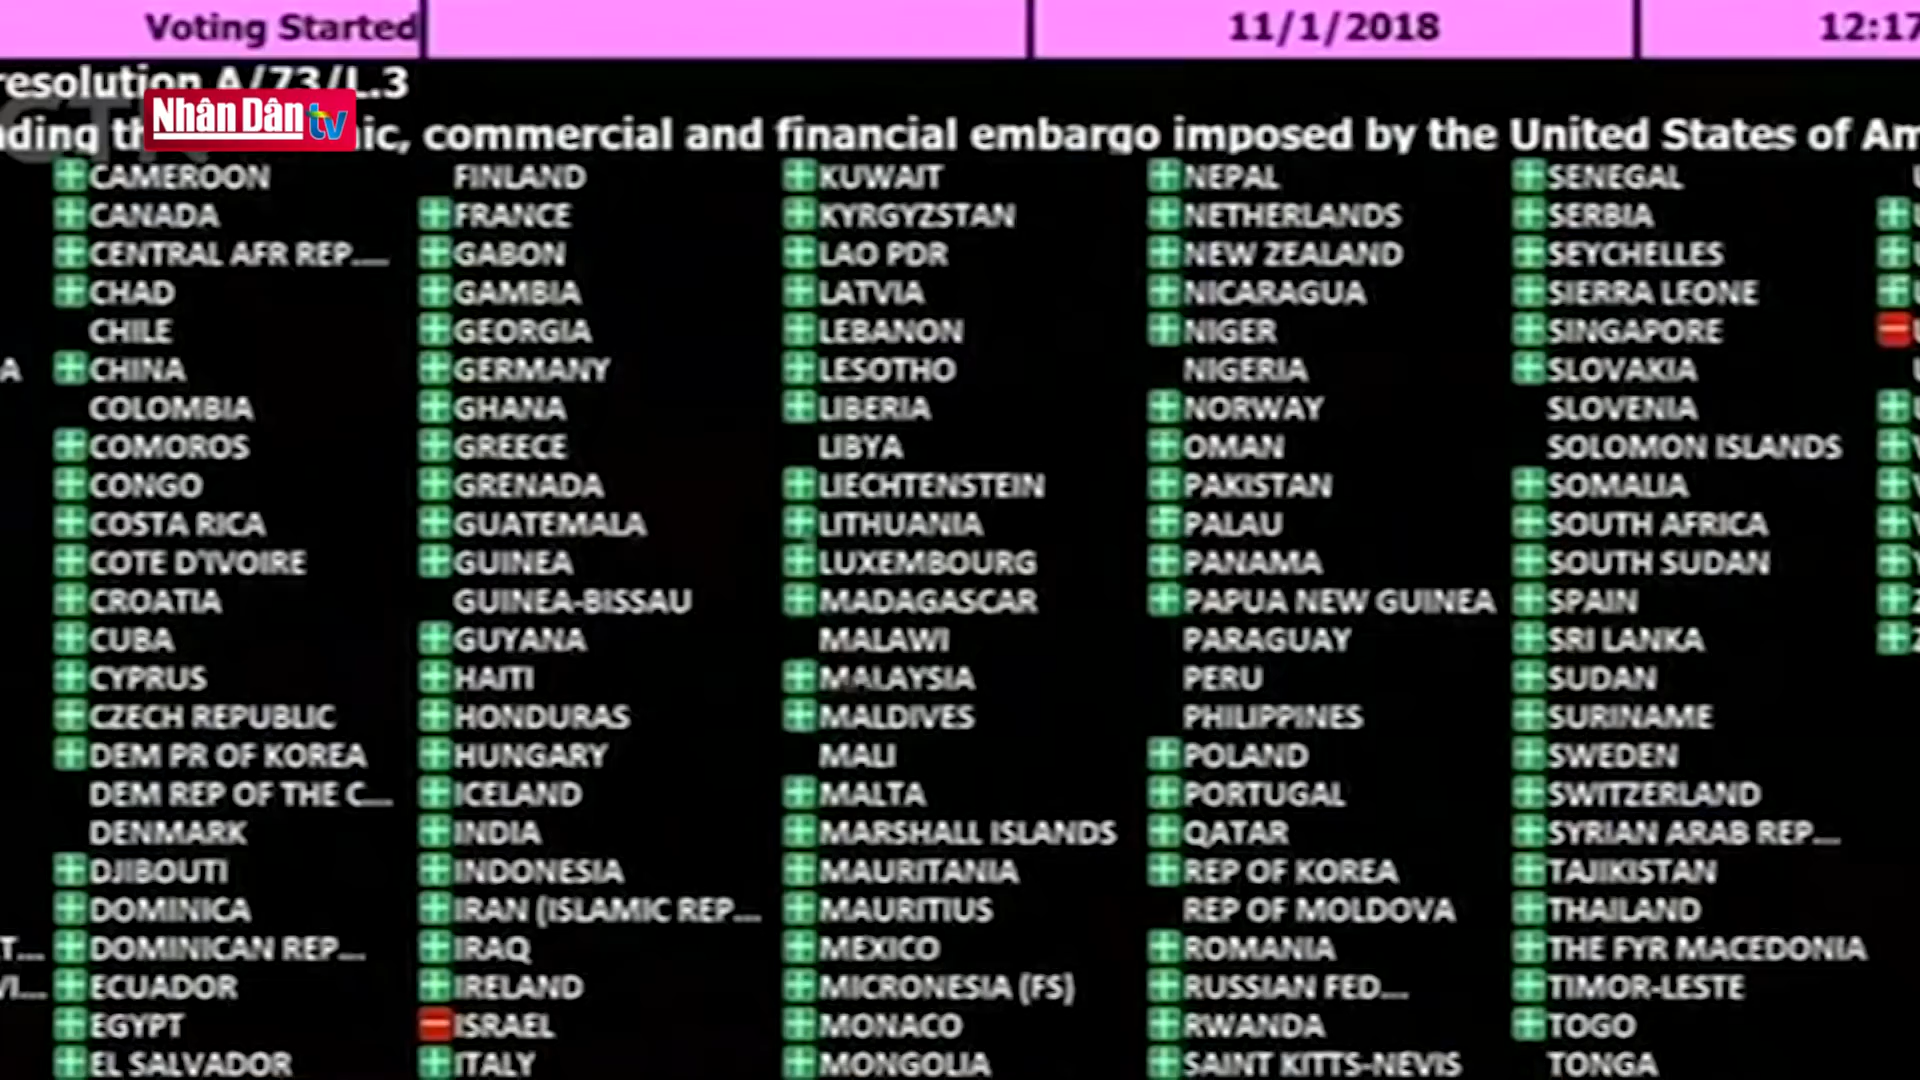 Voting Started 11/1/2018 12:17
resolution A/73/L.3
Nhân Dân tv
nding th ic, commercial and financial embargo imposed by the United States of Am
CAMEROON FINLAND KUWAIT NEPAL SENEGAL U
CANADA FRANCE KYRGYZSTAN NETHERLANDS SERBIA U
CENTRAL AFR REP.... GABON LAO PDR NEW ZEALAND SEYCHELLES U
CHAD GAMBIA LATVIA NICARAGUA SIERRA LEONE U
CHILE GEORGIA LEBANON NIGER SINGAPORE U
A CHINA GERMANY LESOTHO NIGERIA SLOVAKIA U
COLOMBIA GHANA LIBERIA NORWAY SLOVENIA U
COMOROS GREECE LIBYA OMAN SOLOMON ISLANDS V
CONGO GRENADA LIECHTENSTEIN PAKISTAN SOMALIA V
COSTA RICA GUATEMALA LITHUANIA PALAU SOUTH AFRICA V
COTE D'IVOIRE GUINEA LUXEMBOURG PANAMA SOUTH SUDAN Y
CROATIA GUINEA-BISSAU MADAGASCAR PAPUA NEW GUINEA SPAIN Z
CUBA GUYANA MALAWI PARAGUAY SRI LANKA Z
CYPRUS HAITI MALAYSIA PERU SUDAN
CZECH REPUBLIC HONDURAS MALDIVES PHILIPPINES SURINAME
DEM PR OF KOREA HUNGARY MALI POLAND SWEDEN
DEM REP OF THE C... ICELAND MALTA PORTUGAL SWITZERLAND
DENMARK INDIA MARSHALL ISLANDS QATAR SYRIAN ARAB REP...
DJIBOUTI INDONESIA MAURITANIA REP OF KOREA TAJIKISTAN
DOMINICA IRAN (ISLAMIC REP... MAURITIUS REP OF MOLDOVA THAILAND
T... DOMINICAN REP... IRAQ MEXICO ROMANIA THE FYR MACEDONIA
VI... ECUADOR IRELAND MICRONESIA (FS) RUSSIAN FED... TIMOR-LESTE
EGYPT ISRAEL MONACO RWANDA TOGO
EL SALVADOR ITALY MONGOLIA SAINT KITTS-NEVIS TONGA